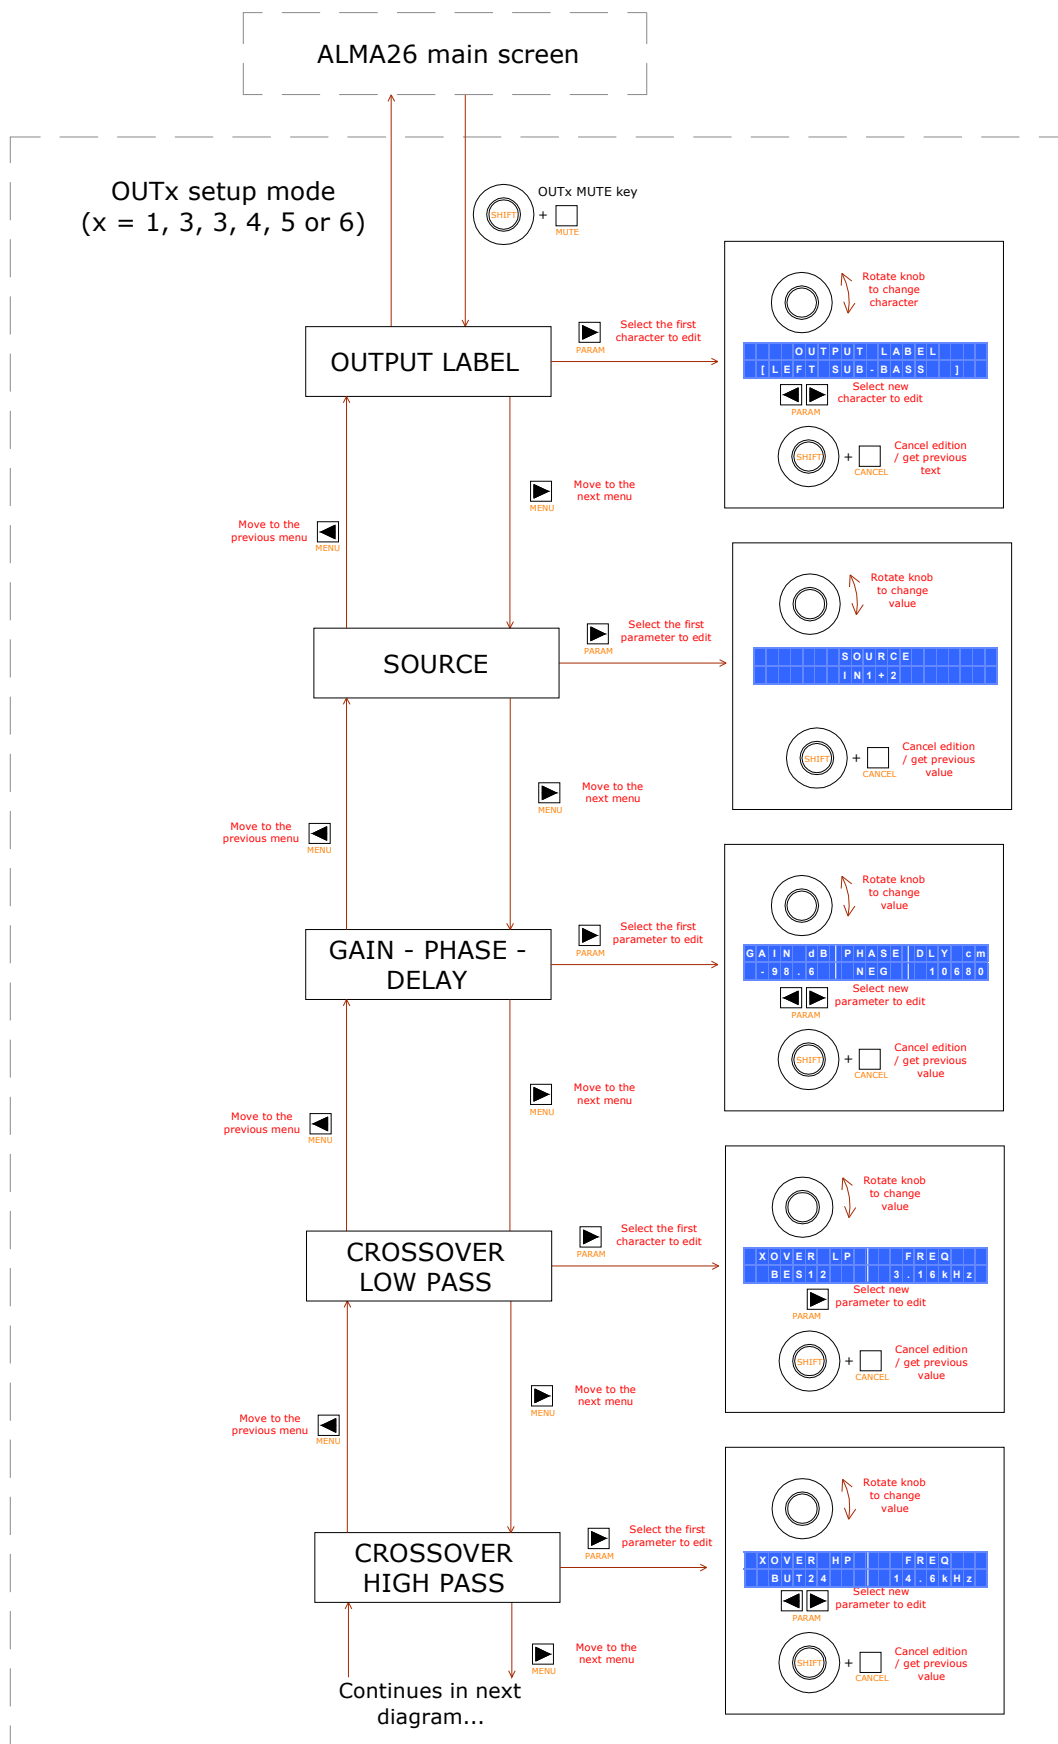 ALMA26 main screen
OUTx setup mode
(x = 1, 3, 3, 4, 5 or 6)
OUTx MUTE key
SHIFT
+
MUTE
OUTPUT LABEL
PARAM
Select the first
character to edit
Rotate knob
to change
character
OUTPUT LABEL
[LEFT SUB-BASS ]
PARAM
Select new
character to edit
SHIFT
+
CANCEL
Cancel edition
/ get previous
text
Move to the
previous menu
MENU
MENU
Move to the
next menu
SOURCE
PARAM
Select the first
parameter to edit
Rotate knob
to change
value
SOURCE
IN1+2
SHIFT
+
CANCEL
Cancel edition
/ get previous
value
Move to the
previous menu
MENU
MENU
Move to the
next menu
GAIN - PHASE -
DELAY
PARAM
Select the first
parameter to edit
Rotate knob
to change
value
GAIN dB PHASE DLY cm
-98.6 NEG 10680
PARAM
Select new
parameter to edit
SHIFT
+
CANCEL
Cancel edition
/ get previous
value
Move to the
previous menu
MENU
MENU
Move to the
next menu
CROSSOVER
LOW PASS
PARAM
Select the first
character to edit
Rotate knob
to change
value
XOVER LP FREQ
BES12 3.16kHz
PARAM
Select new
parameter to edit
SHIFT
+
CANCEL
Cancel edition
/ get previous
value
Move to the
previous menu
MENU
MENU
Move to the
next menu
CROSSOVER
HIGH PASS
PARAM
Select the first
parameter to edit
Rotate knob
to change
value
XOVER HP FREQ
BUT24 14.6kHz
PARAM
Select new
parameter to edit
SHIFT
+
CANCEL
Cancel edition
/ get previous
value
MENU
Move to the
next menu
Continues in next
diagram...